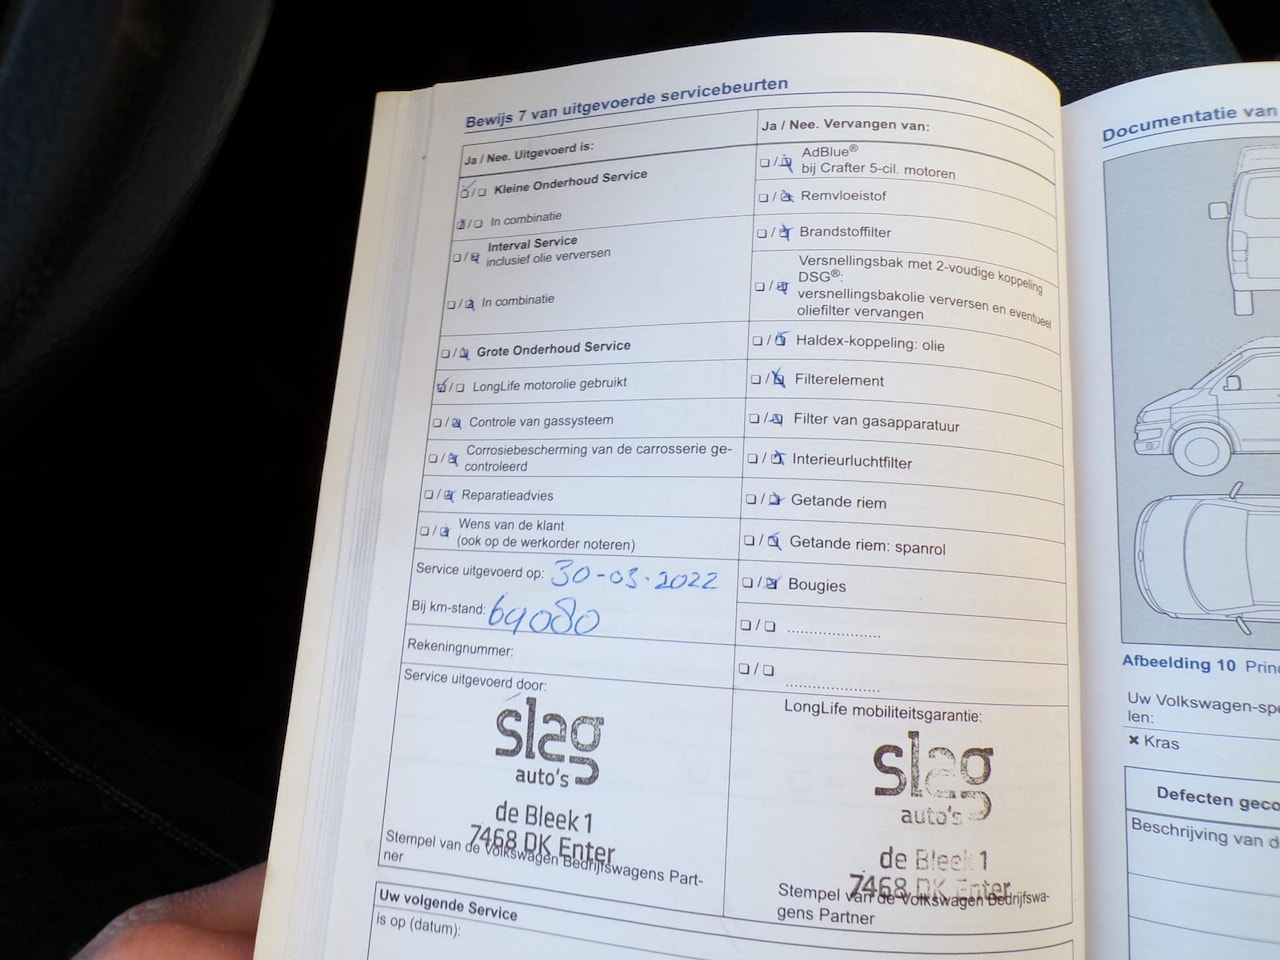 Bewijs 7 van uitgevoerde servicebeurten
Ja / Nee. Uitgevoerd is:
Kleine Onderhoud Service
In combinatie
Interval Service
inclusief olie verversen
In combinatie
Grote Onderhoud Service
LongLife motorolie gebruikt
Controle van gassysteem
Corrosiebescherming van de carrosserie ge-
controleerd
Reparatieadvies
Wens van de klant
(ook op de werkorder noteren)
Service uitgevoerd op: 30-03-2022
Bij km-stand: 64080
Rekeningnummer:
Service uitgevoerd door:
slag
auto's
de Bleek 1
7468 DK Enter
Stempel van de Volkswagen Bedrijfswagens Part-
ner
Ja / Nee. Vervangen van:
AdBlue®
bij Crafter 5-cil. motoren
Remvloeistof
Brandstoffilter
Versnellingsbak met 2-voudige koppeling
DSG®:
versnellingsbakolie verversen en eventueel
oliefilter vervangen
Haldex-koppeling: olie
Filterelement
Filter van gasapparatuur
Interieurluchtfilter
Getande riem
Getande riem: spanrol
Bougies
LongLife mobiliteitsgarantie:
slag
auto's
de Bleek 1
7468 DK Enter
Stempel van de Volkswagen Bedrijfswa-
gens Partner
Uw volgende Service
is op (datum):
Documentatie van
Afbeelding 10 Princ
Uw Volkswagen-spe
len:
× Kras
Defecten geco
Beschrijving van d